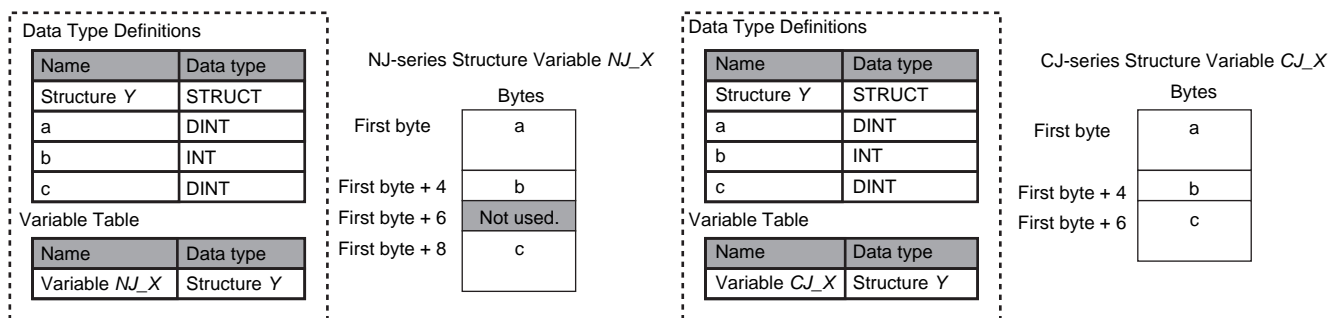 Data Type Definitions
Name Data type
Structure Y STRUCT
a DINT
b INT
c DINT
Variable Table
Name Data type
Variable NJ_X Structure Y
NJ-series Structure Variable NJ_X
Bytes
First byte a
First byte + 4 b
First byte + 6 Not used.
First byte + 8 c
Data Type Definitions
Name Data type
Structure Y STRUCT
a DINT
b INT
c DINT
Variable Table
Name Data type
Variable CJ_X Structure Y
CJ-series Structure Variable CJ_X
Bytes
First byte a
First byte + 4 b
First byte + 6 c